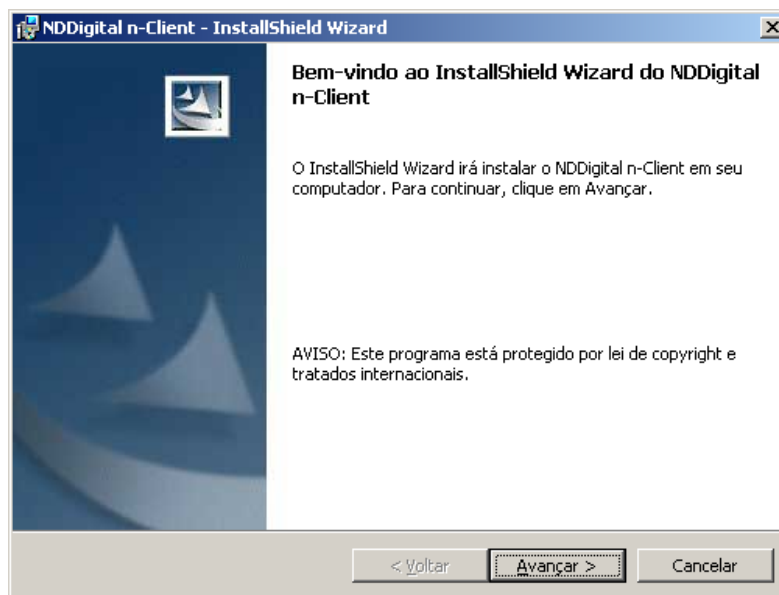 NDDigital n-Client - InstallShield Wizard
Bem-vindo ao InstallShield Wizard do NDDigital
n-Client
O InstallShield Wizard irá instalar o NDDigital n-Client em seu
computador. Para continuar, clique em Avançar.
AVISO: Este programa está protegido por lei de copyright e
tratados internacionais.
< Voltar
Avançar >
Cancelar